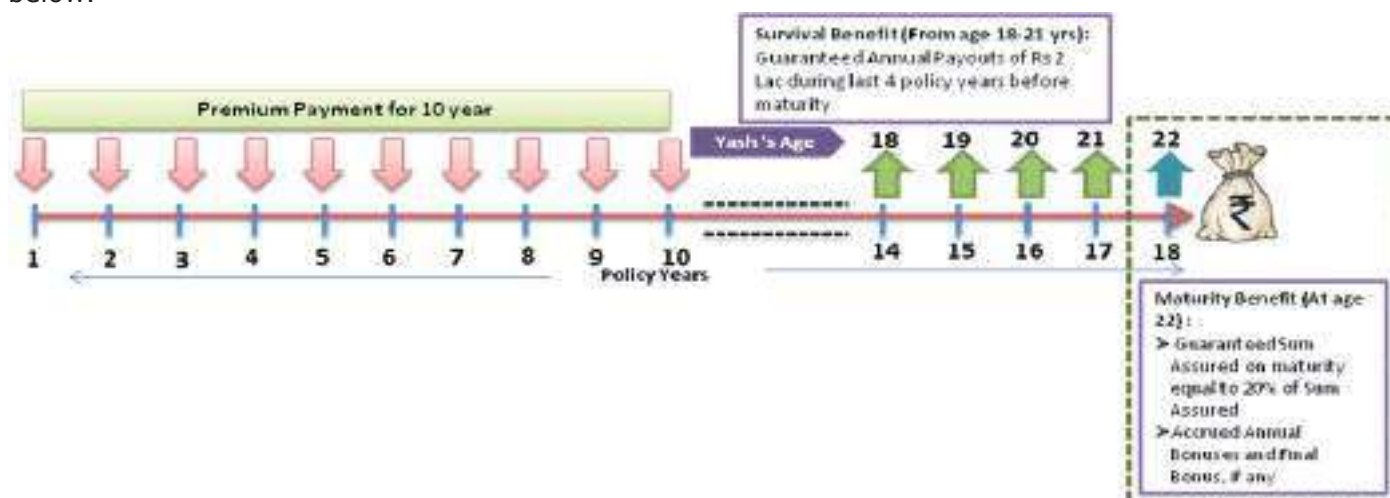 below:
Survival Benefit (From age 18-21 yrs):
Guaranteed Annual Payouts of Rs 2
Lac during last 4 policy years before
maturity
Premium Payment for 10 year
Yash's Age
18 19 20 21 22
1 2 3 4 5 6 7 8 9 10 14 15 16 17 18
Policy Years
₹
Maturity Benefit (At age
22) :
➢ Guaranteed Sum
Assured on maturity
equal to 20% of Sum
Assured
➢ Accrued Annual
Bonuses and Final
Bonus, if any